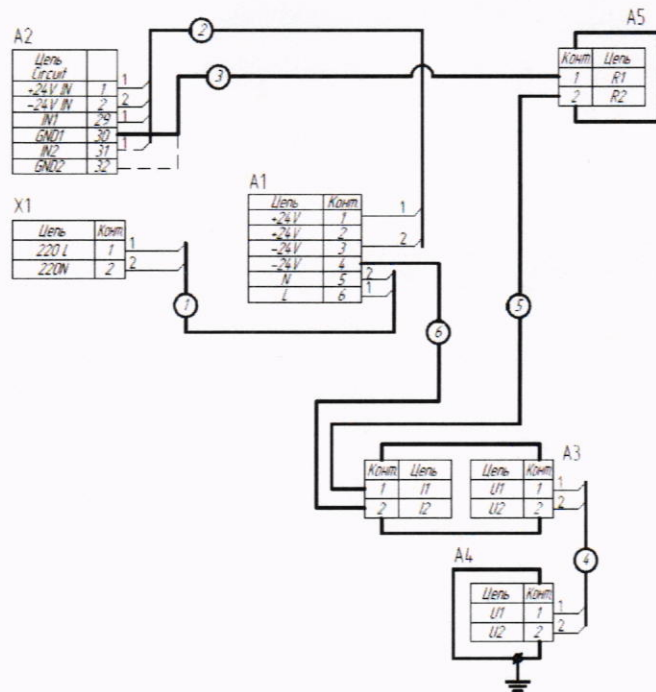 A2
Цепь
Circuit
+24V IN 1 1
-24V IN 2 2
IN1 29 1
GND1 30
IN2 31 1
GND2 32
2
3
A5
Конт Цепь
1 R1
2 R2
X1
Цепь Конт
220 L 1 1
220N 2 2
1
A1
Цепь Конт
+24V 1 1
+24V 2
-24V 3 2
-24V 4
N 5 2
L 6 1
6
5
A3
Конт Цепь
1 I1
2 I2
Цепь Конт
U1 1 1
U2 2 2
4
A4
Цепь Конт
U1 1 1
U2 2 2